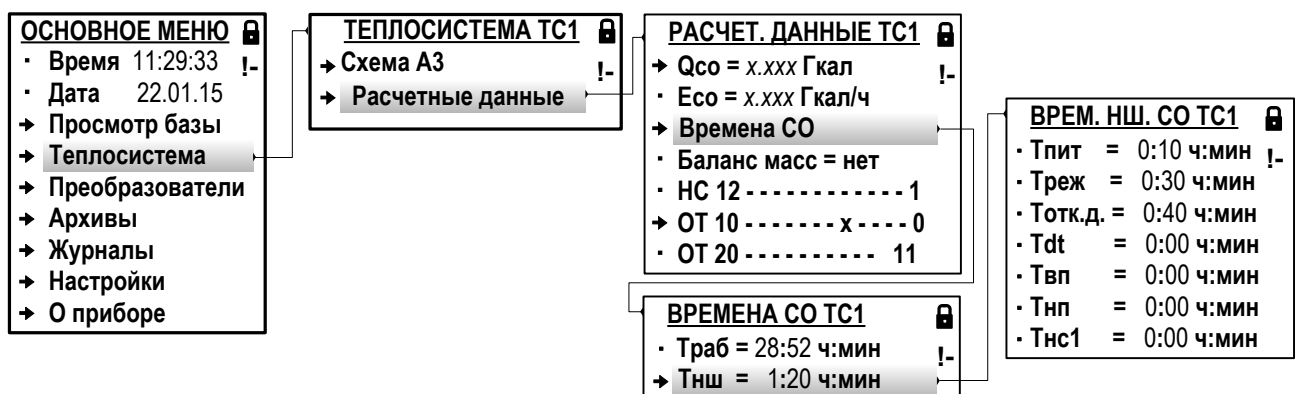 ОСНОВНОЕ МЕНЮ
· Время 11:29:33 !-
· Дата 22.01.15
→ Просмотр базы
→ Теплосистема
→ Преобразователи
→ Архивы
→ Журналы
→ Настройки
→ О приборе
ТЕПЛОСИСТЕМА ТС1
→ Схема А3 !-
→ Расчетные данные
РАСЧЕТ. ДАННЫЕ ТС1
→ Qсо = x.xxx Гкал !-
· Есо = x.xxx Гкал/ч
→ Времена СО
· Баланс масс = нет
· НС 12 - - - - - - - - - - - - 1
→ ОТ 10 - - - - - - - x - - - - 0
· ОТ 20 - - - - - - - - - - 11
ВРЕМЕНА СО ТС1
· Траб = 28:52 ч:мин !-
→ Тнш = 1:20 ч:мин
ВРЕМ. НШ. СО ТС1
· Тпит = 0:10 ч:мин !-
· Треж = 0:30 ч:мин
· Тотк.д. = 0:40 ч:мин
· Tdt = 0:00 ч:мин
· Твп = 0:00 ч:мин
· Тнп = 0:00 ч:мин
· Тнс1 = 0:00 ч:мин